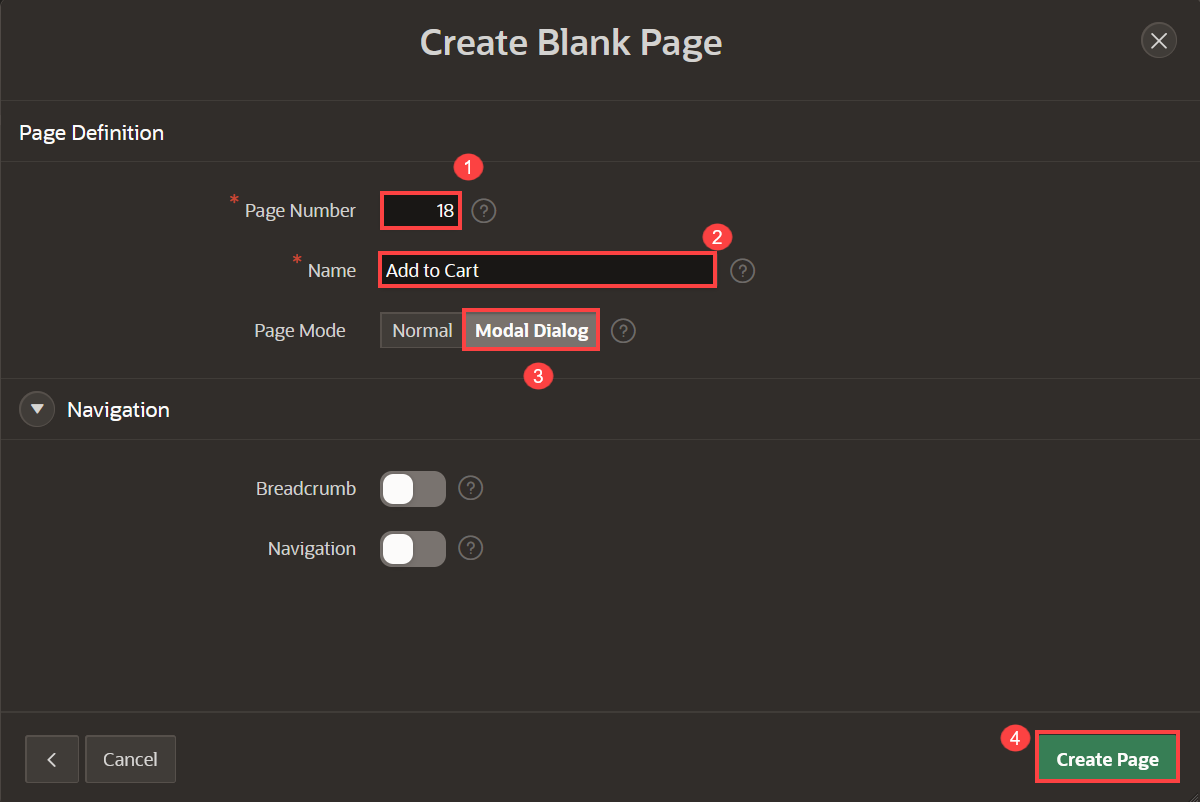 Create Blank Page
Page Definition
1
* Page Number 18 ?
2
* Name Add to Cart ?
Page Mode Normal Modal Dialog ?
3
Navigation
Breadcrumb ?
Navigation ?
4
Cancel Create Page